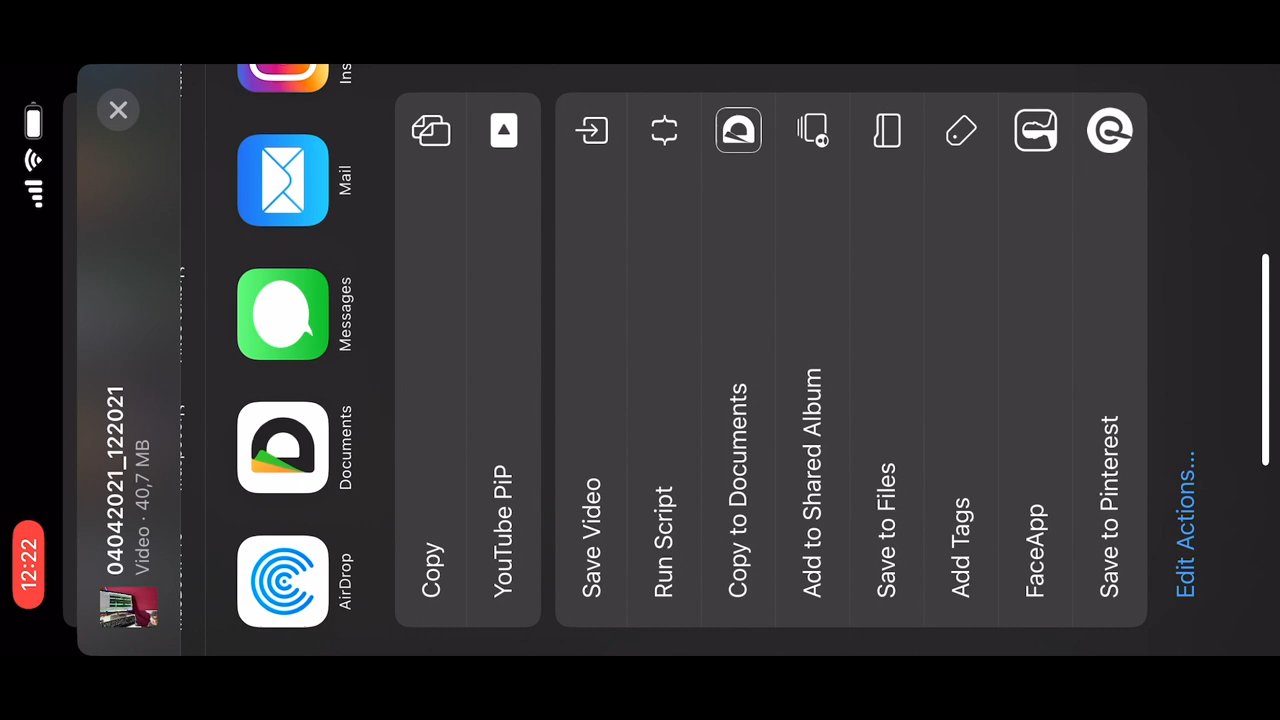 12:22
04042021_122021
Video · 40,7 MB
AirDrop
Documents
Messages
Mail
Ins
Copy
YouTube PiP
Save Video
Run Script
Copy to Documents
Add to Shared Album
Save to Files
Add Tags
FaceApp
Save to Pinterest
Edit Actions...